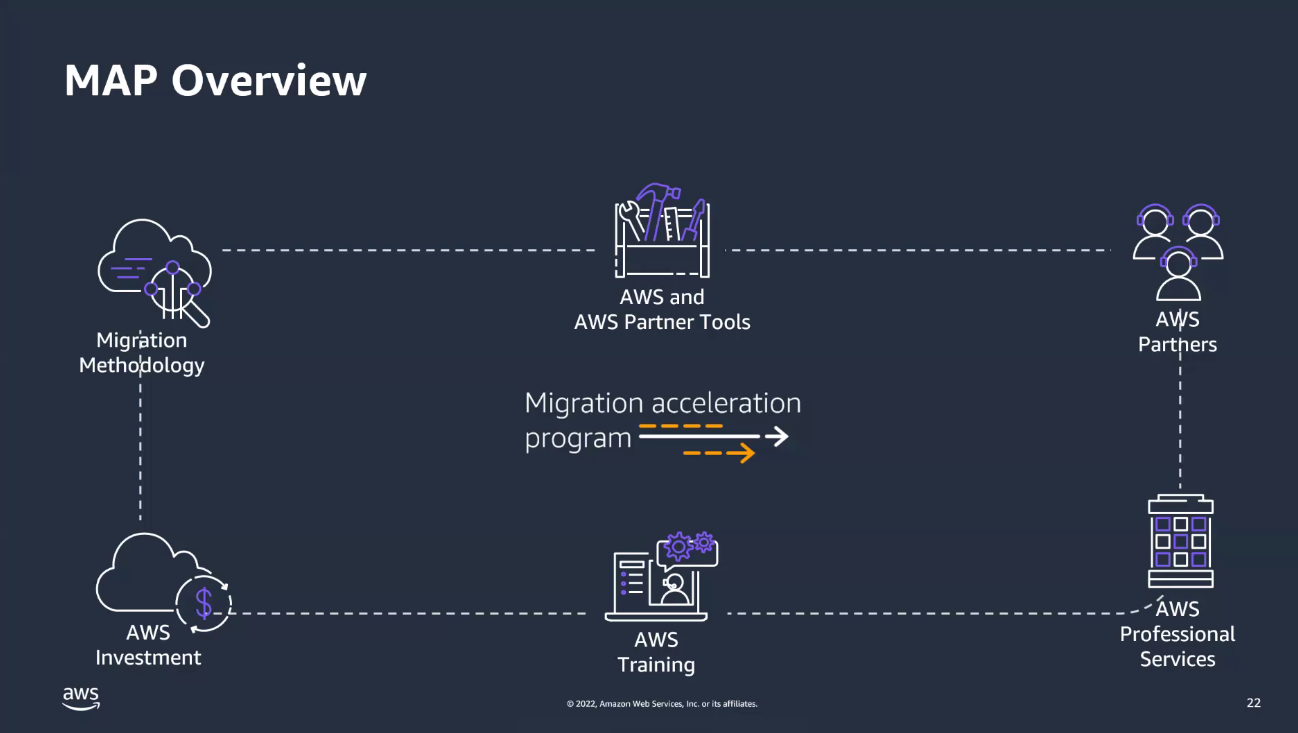 MAP Overview
AWS and
AWS Partner Tools
Migration
Methodology
AWS
Partners
Migration acceleration
program
AWS
Investment
AWS
Training
AWS
Professional
Services
aws
© 2022, Amazon Web Services, Inc. or its affiliates.
22